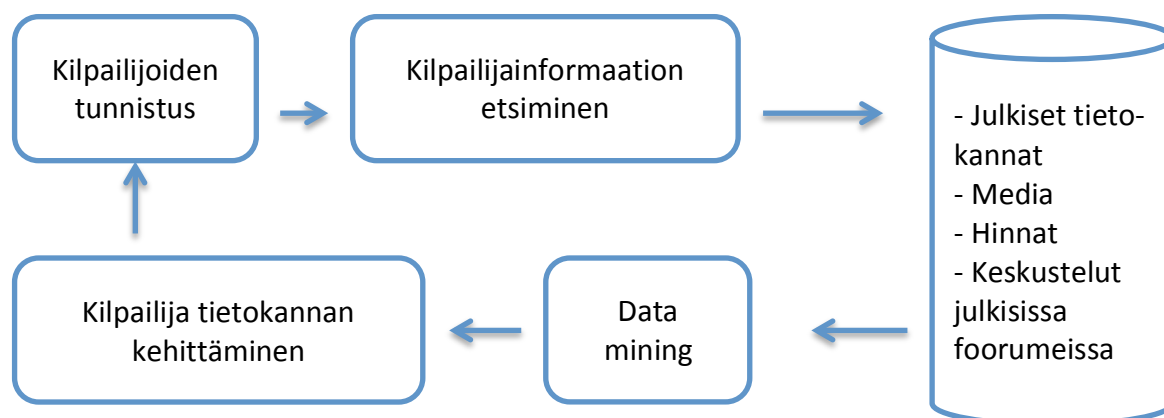 Kilpailijoiden
tunnistus
Kilpailijainformaation
etsiminen
- Julkiset tieto-
kannat
- Media
- Hinnat
- Keskustelut
julkisissa
foorumeissa
Data
mining
Kilpailija tietokannan
kehittäminen